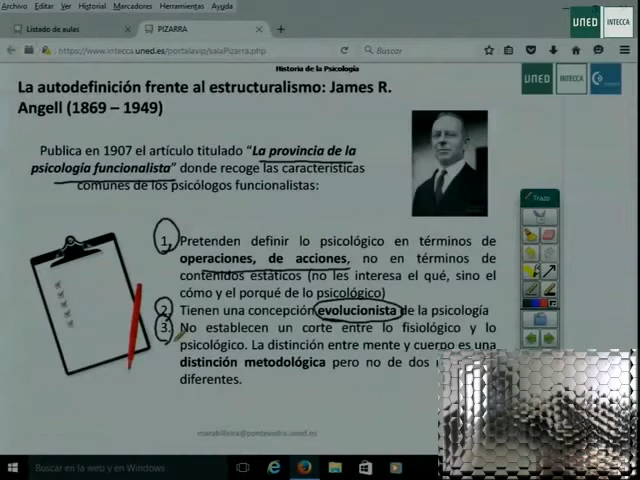 Archivo Editar Ver Historial Marcadores Herramientas Ayuda
Listado de aulas
PIZARRA
https://www.intecca.uned.es/portalavip/salaPizarra.php
Buscar
UNED INTECCA
Historia de la Psicología
La autodefinición frente al estructuralismo: James R.
Angell (1869 – 1949)
UNED INTECCA
Publica en 1907 el artículo titulado “La provincia de la
psicología funcionalista” donde recoge las características
comunes de los psicólogos funcionalistas:
Trazo
1. Pretenden definir lo psicológico en términos de
operaciones, de acciones, no en términos de
contenidos estáticos (no les interesa el qué, sino el
cómo y el porqué de lo psicológico)
2. Tienen una concepción evolucionista de la psicología
3. No establecen un corte entre lo fisiológico y lo
psicológico. La distinción entre mente y cuerpo es una
distinción metodológica pero no de dos
diferentes.
Buscar en la web y en Windows